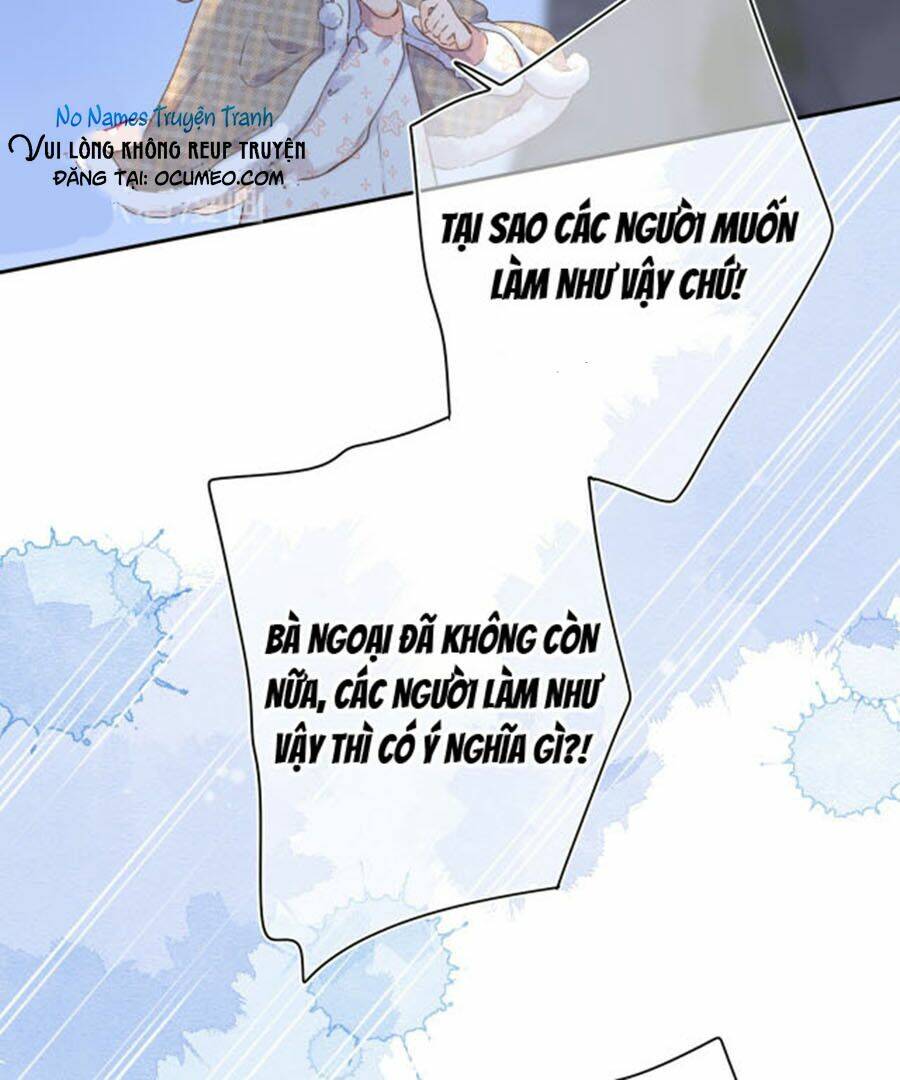 No Names Truyện Tranh
Vui lòng không reup truyện
Đăng tại: ocumeo.com
TẠI SAO CÁC NGƯỜI MUỐN
LÀM NHƯ VẬY CHỨ!
BÀ NGOẠI ĐÃ KHÔNG CÒN
NỮA, CÁC NGƯỜI LÀM NHƯ
VẬY THÌ CÓ Ý NGHĨA GÌ?!